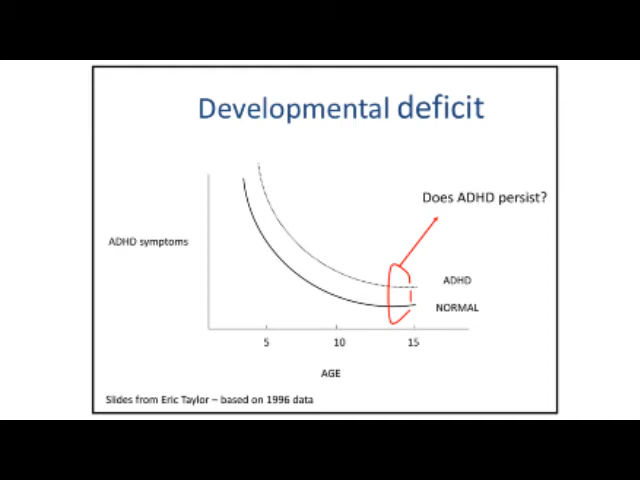 Developmental deficit
Does ADHD persist?
ADHD symptoms
ADHD
NORMAL
5 10 15
AGE
Slides from Eric Taylor – based on 1996 data